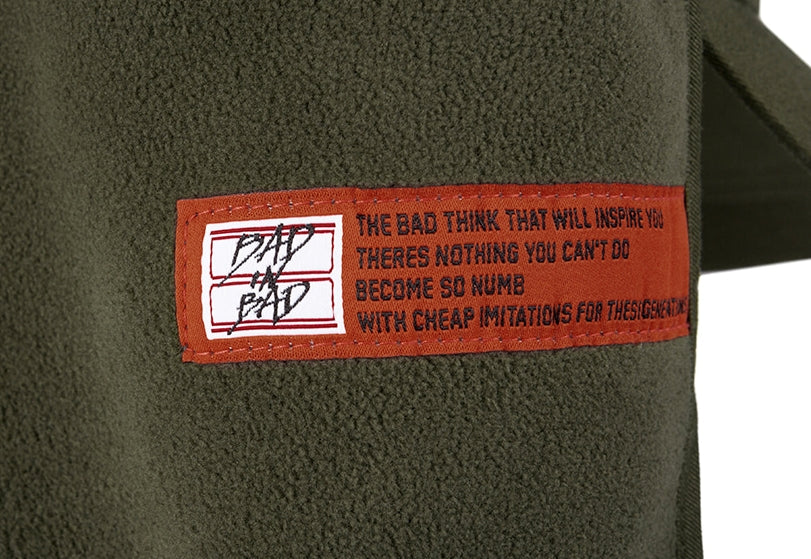 BAD
IN
BAD
THE BAD THINK THAT WILL INSPIRE YOU
THERES NOTHING YOU CAN'T DO
BECOME SO NUMB
WITH CHEAP IMITATIONS FOR